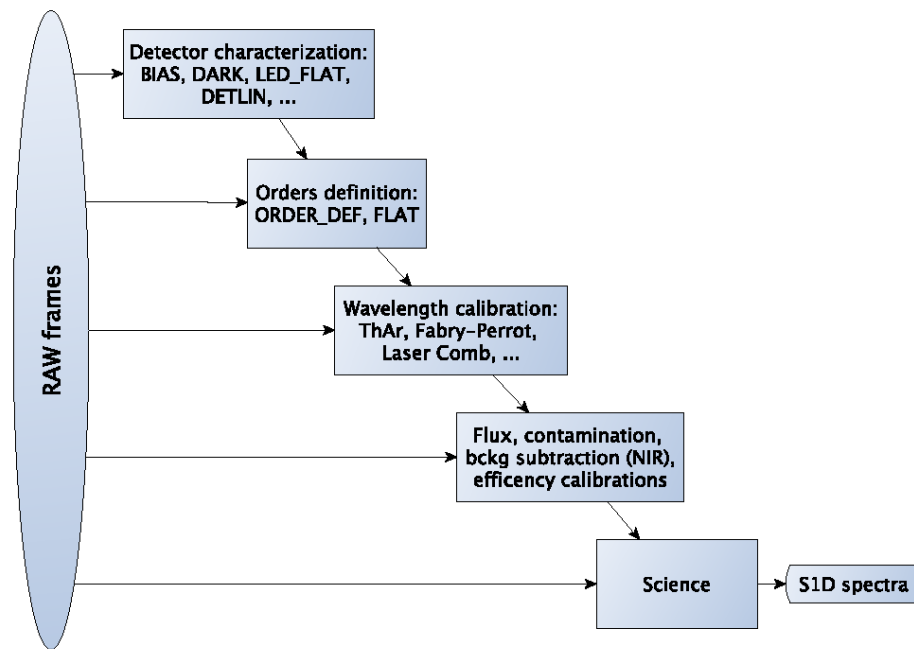 RAW frames
Detector characterization:
BIAS, DARK, LED_FLAT,
DETLIN, ...
Orders definition:
ORDER_DEF, FLAT
Wavelength calibration:
ThAr, Fabry-Perrot,
Laser Comb, ...
Flux, contamination,
bckg subtraction (NIR),
efficency calibrations
Science
S1D spectra